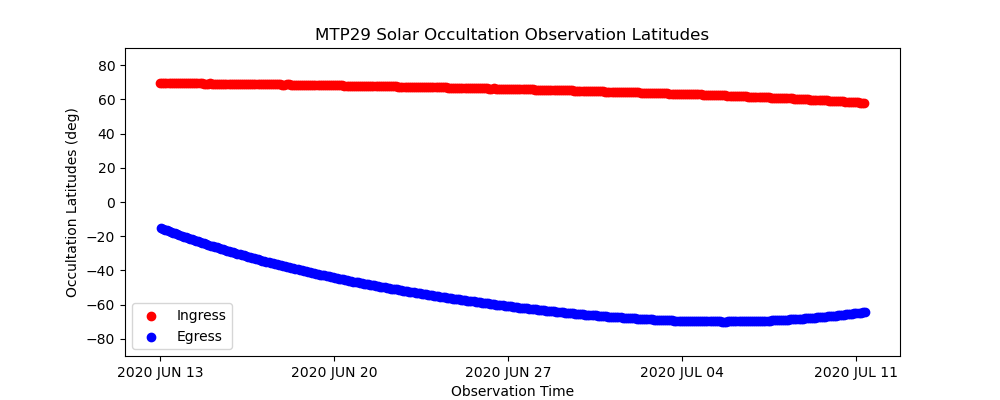 MTP29 Solar Occultation Observation Latitudes
Occultation Latitudes (deg)
80
60
40
20
0
−20
−40
−60
−80
Ingress
Egress
2020 JUN 13
2020 JUN 20
2020 JUN 27
2020 JUL 04
2020 JUL 11
Observation Time